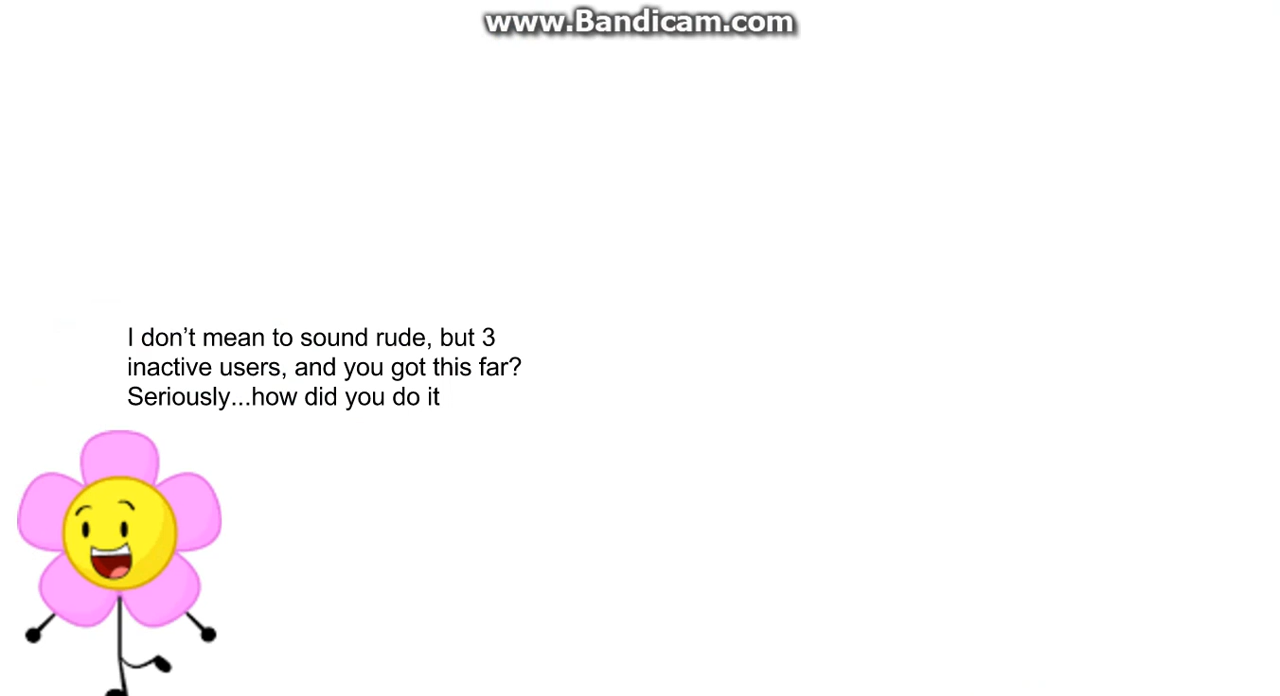 www.Bandicam.com
I don’t mean to sound rude, but 3
inactive users, and you got this far?
Seriously...how did you do it